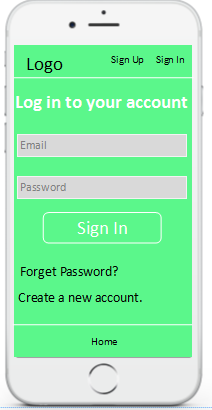 Logo
Sign Up Sign In
Log in to your account
Email
Password
Sign In
Forget Password?
Create a new account.
Home